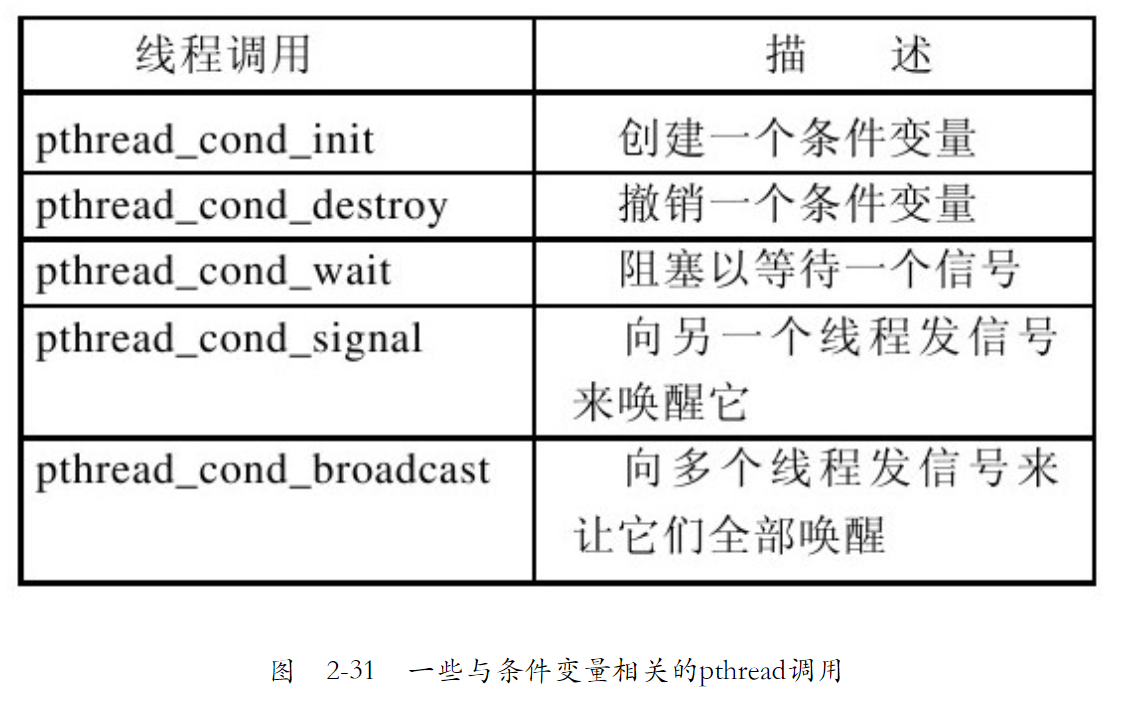 线程调用 描 述
pthread_cond_init 创建一个条件变量
pthread_cond_destroy 撤销一个条件变量
pthread_cond_wait 阻塞以等待一个信号
pthread_cond_signal 向另一个线程发信号
来唤醒它
pthread_cond_broadcast 向多个线程发信号来
让它们全部唤醒
图 2-31 一些与条件变量相关的pthread调用